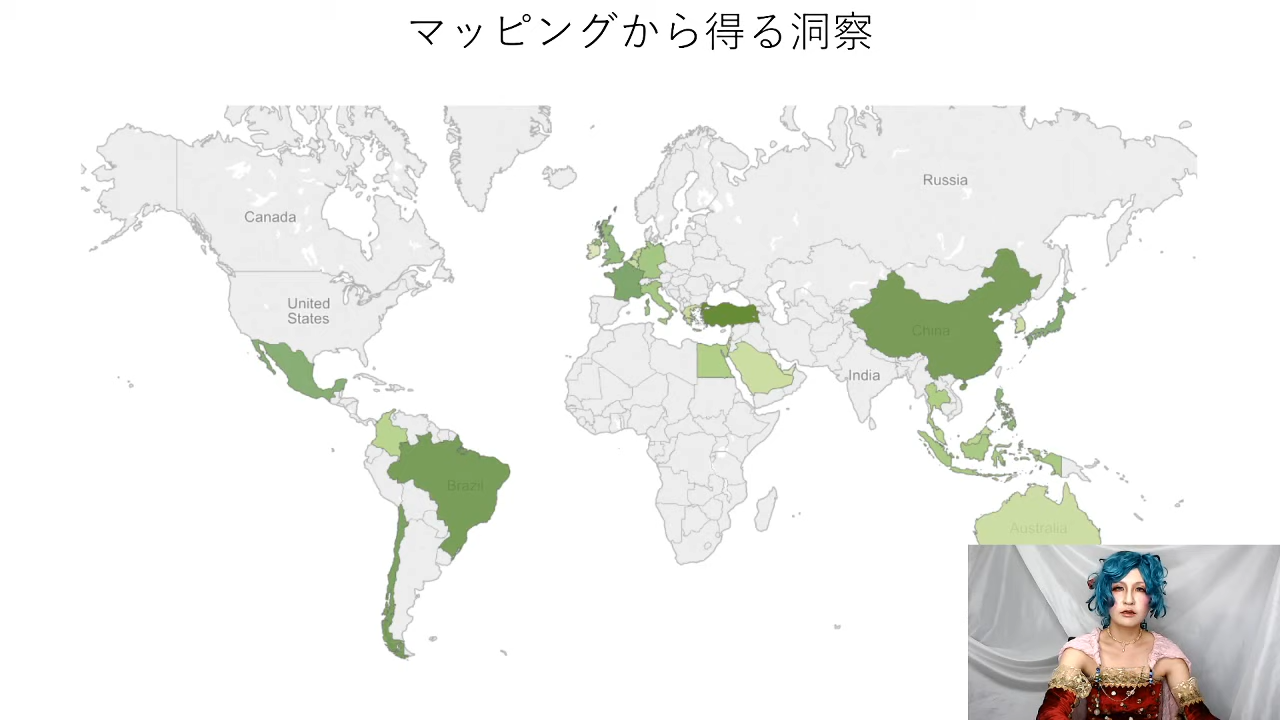 マッピングから得る洞察
Russia
Canada
United
States
China
India
Brazil
Australia